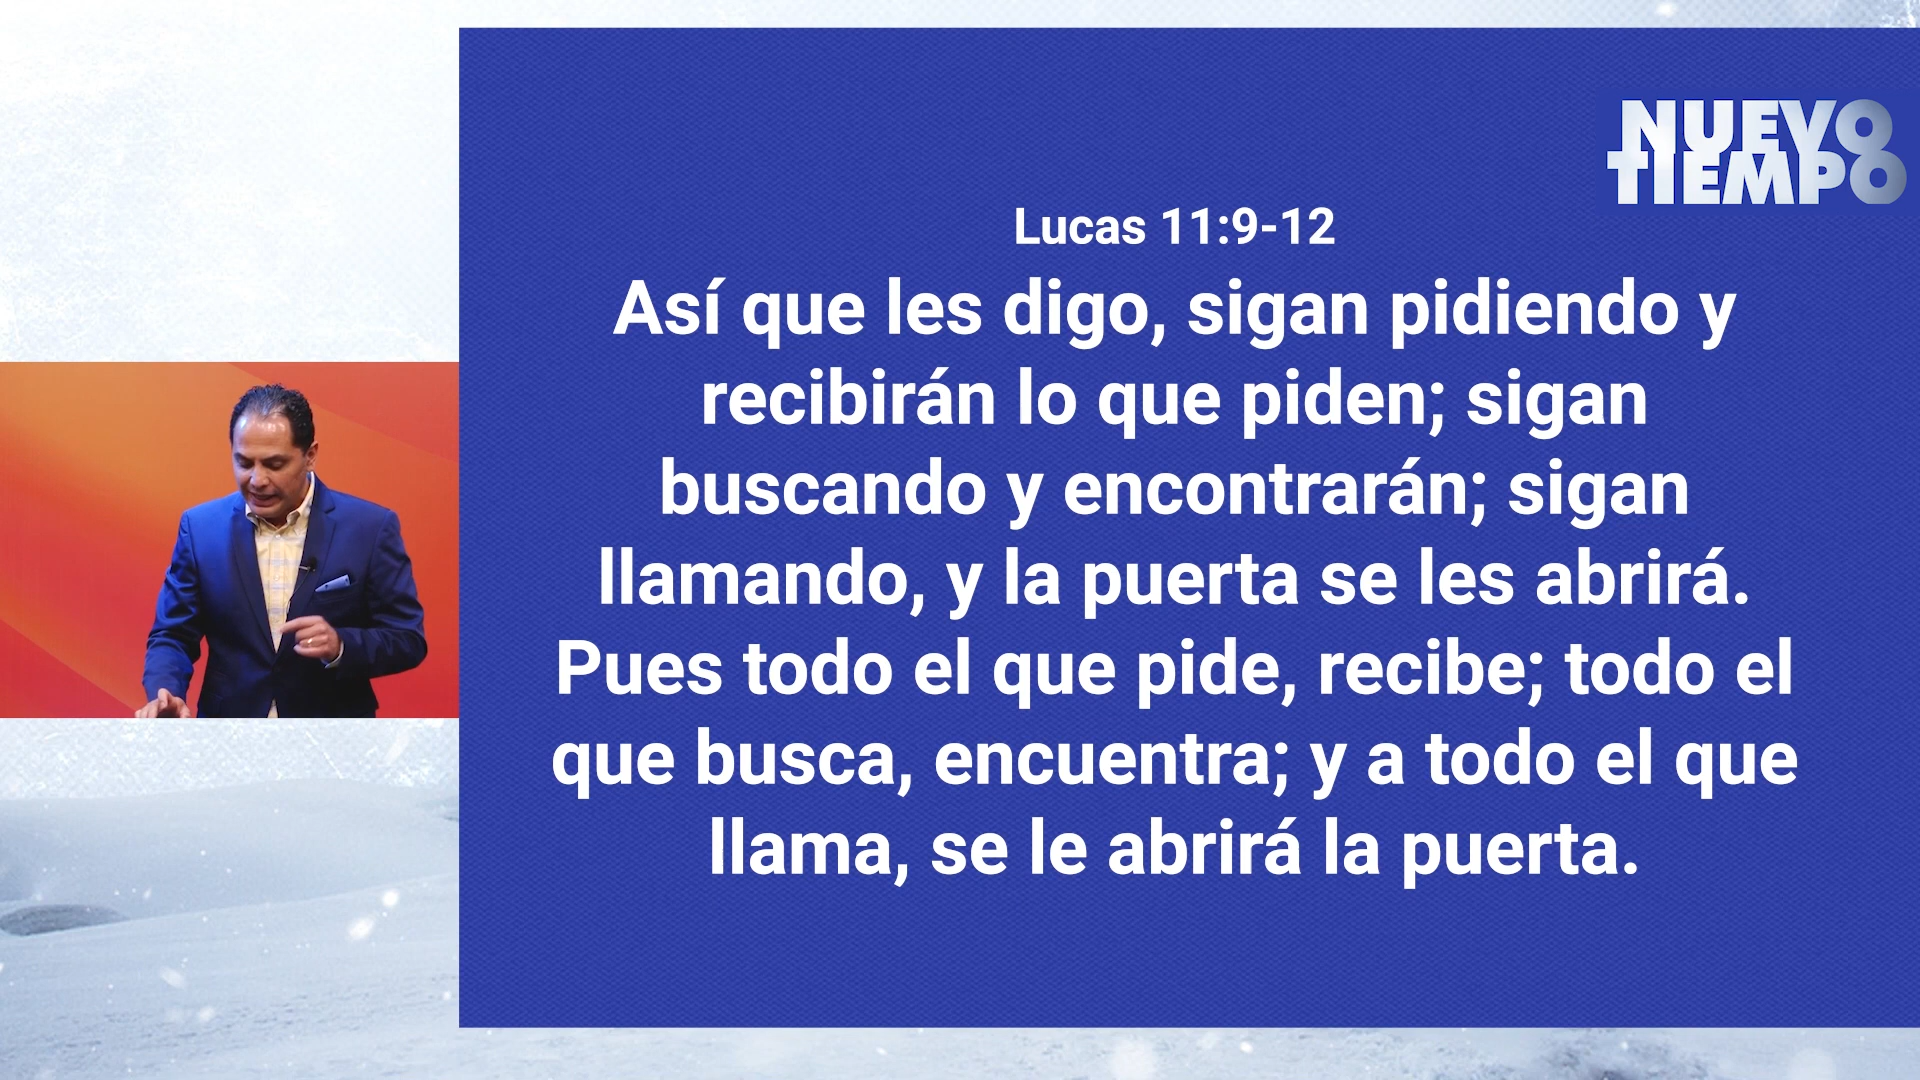 NUEVO
TIEMPO
Lucas 11:9-12
Así que les digo, sigan pidiendo y
recibirán lo que piden; sigan
buscando y encontrarán; sigan
llamando, y la puerta se les abrirá.
Pues todo el que pide, recibe; todo el
que busca, encuentra; y a todo el que
llama, se le abrirá la puerta.